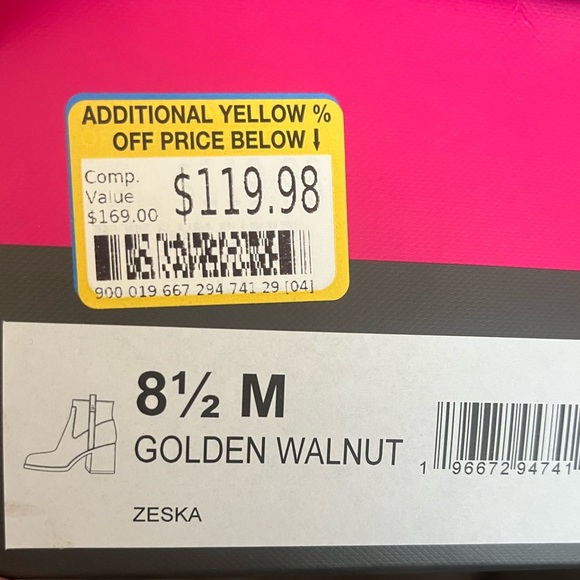 ADDITIONAL YELLOW %
OFF PRICE BELOW ↓
Comp.
Value
$169.00
$119.98
900 019 667 294 741 29 [04]
8½ M
GOLDEN WALNUT
ZESKA
1 96672 94741